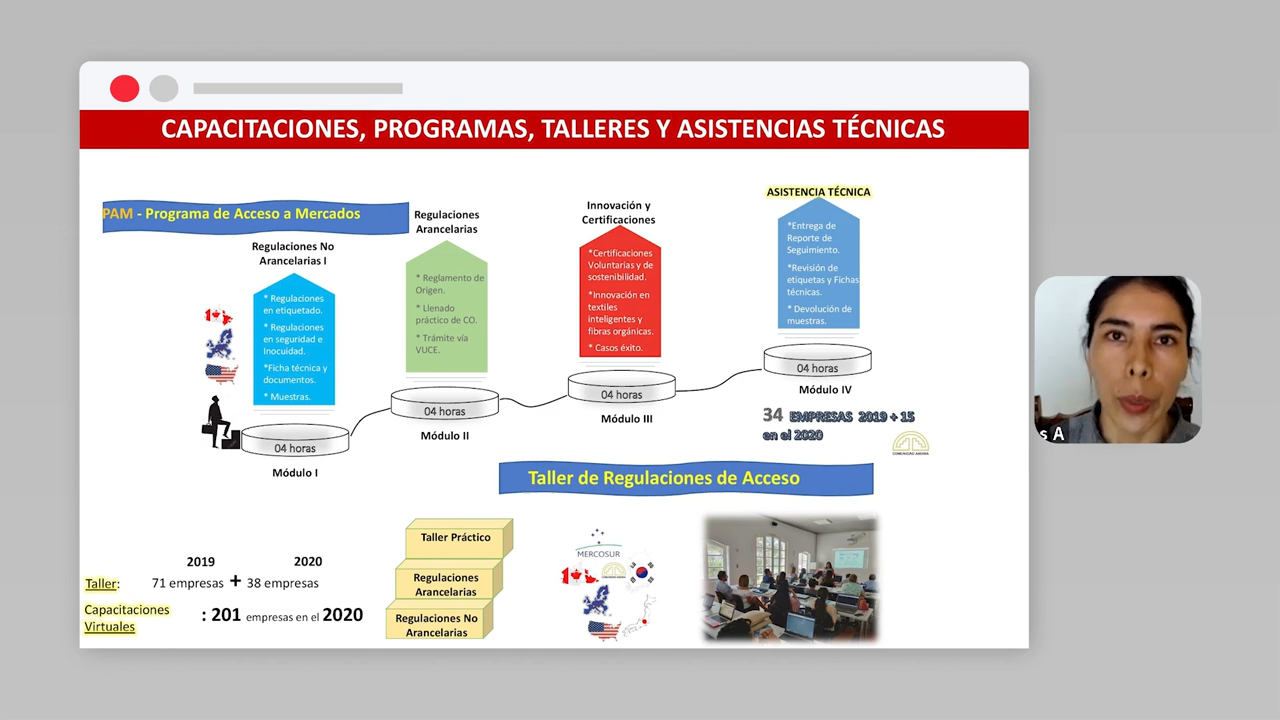 CAPACITACIONES, PROGRAMAS, TALLERES Y ASISTENCIAS TÉCNICAS
PAM - Programa de Acceso a Mercados
Regulaciones No
Arancelarias I
* Regulaciones
en etiquetado.
* Regulaciones
en seguridad e
Inocuidad.
*Ficha técnica y
documentos.
* Muestras.
04 horas
Módulo I
Regulaciones
Arancelarias
* Reglamento de
Origen.
* Llenado
práctico de CO.
* Trámite vía
VUCE.
04 horas
Módulo II
Innovación y
Certificaciones
*Certificaciones
Voluntarias y de
sostenibilidad.
*Innovación en
textiles
inteligentes y
fibras orgánicas.
* Casos éxito.
04 horas
Módulo III
ASISTENCIA TÉCNICA
*Entrega de
Reporte de
Seguimiento.
*Revisión de
etiquetas y Fichas
técnicas.
* Devolución de
muestras.
04 horas
Módulo IV
34 EMPRESAS 2019 + 15
en el 2020
COMUNIDAD ANDINA
s A
Taller de Regulaciones de Acceso
2019 2020
Taller: 71 empresas + 38 empresas
Capacitaciones
Virtuales
: 201 empresas en el 2020
Taller Práctico
Regulaciones
Arancelarias
Regulaciones No
Arancelarias
MERCOSUR